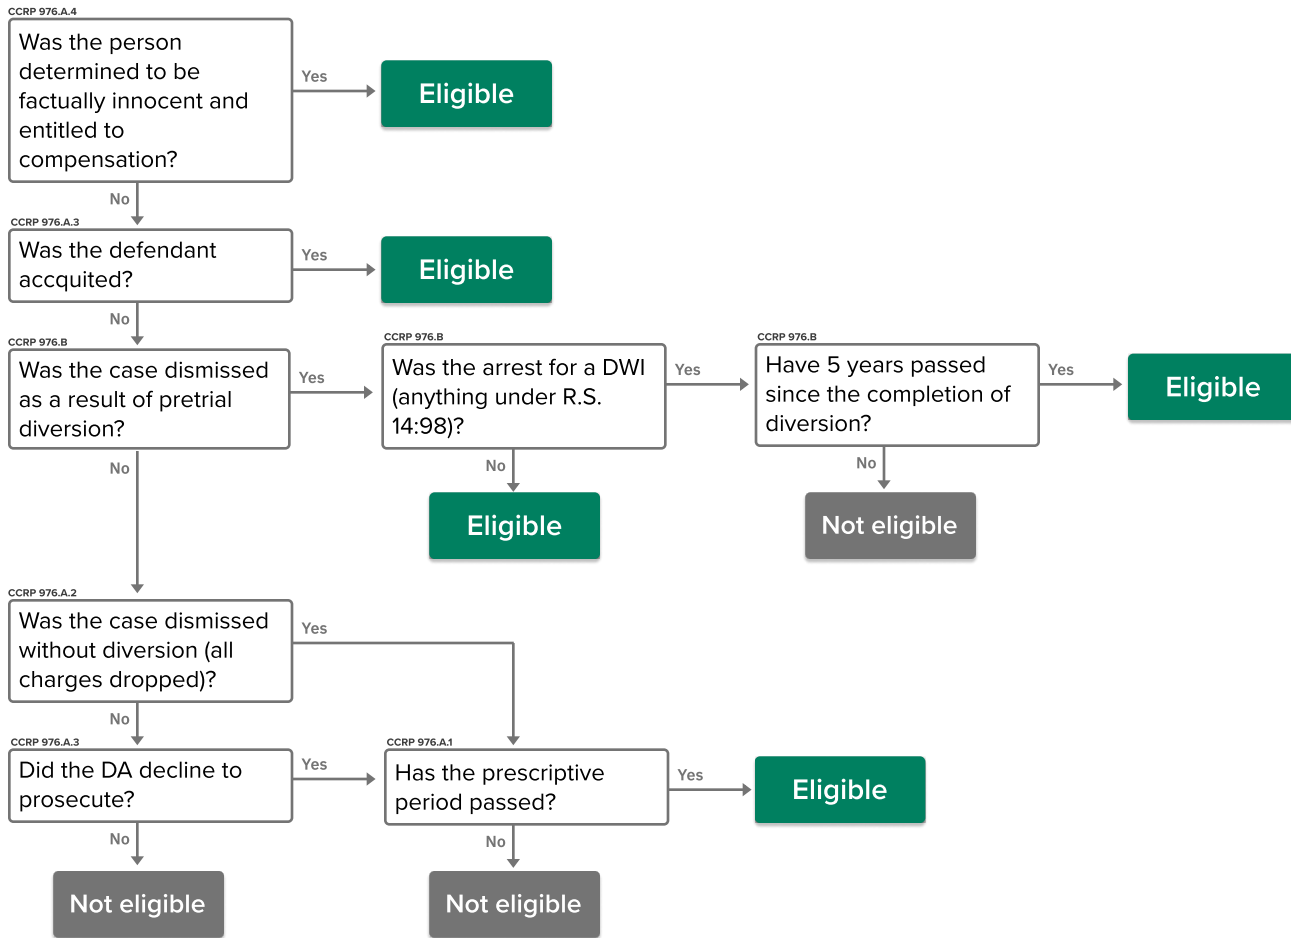 CCRP 976.A.4
Was the person
determined to be
factually innocent and
entitled to
compensation?
Yes
Eligible
No
CCRP 976.A.3
Was the defendant
accquited?
Yes
Eligible
No
CCRP 976.B
Was the case dismissed
as a result of pretrial
diversion?
Yes
CCRP 976.B
Was the arrest for a DWI
(anything under R.S.
14:98)?
Yes
CCRP 976.B
Have 5 years passed
since the completion of
diversion?
Yes
Eligible
No
No
Eligible
No
Not eligible
CCRP 976.A.2
Was the case dismissed
without diversion (all
charges dropped)?
Yes
No
CCRP 976.A.3
Did the DA decline to
prosecute?
Yes
CCRP 976.A.1
Has the prescriptive
period passed?
Yes
Eligible
No
Not eligible
No
Not eligible